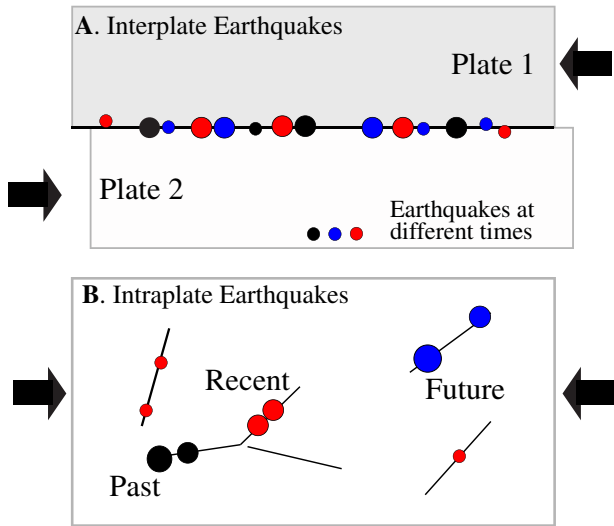 A. Interplate Earthquakes
Plate 1
Plate 2
Earthquakes at
different times
B. Intraplate Earthquakes
Recent
Future
Past